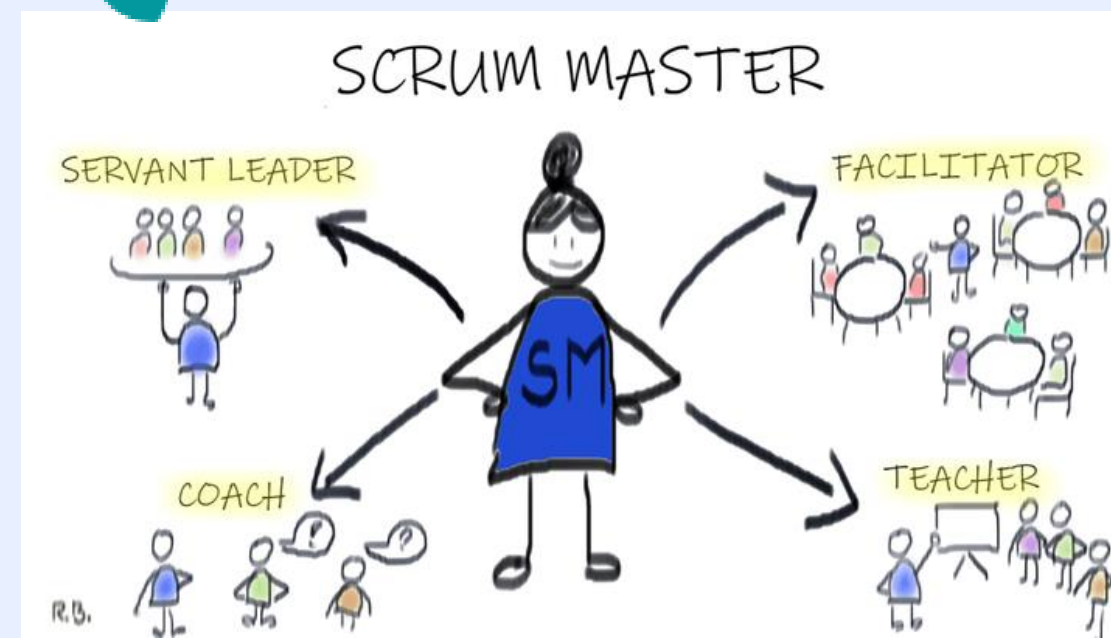 SCRUM MASTER
SERVANT LEADER
FACILITATOR
SM
COACH
!
?
TEACHER
R.B.